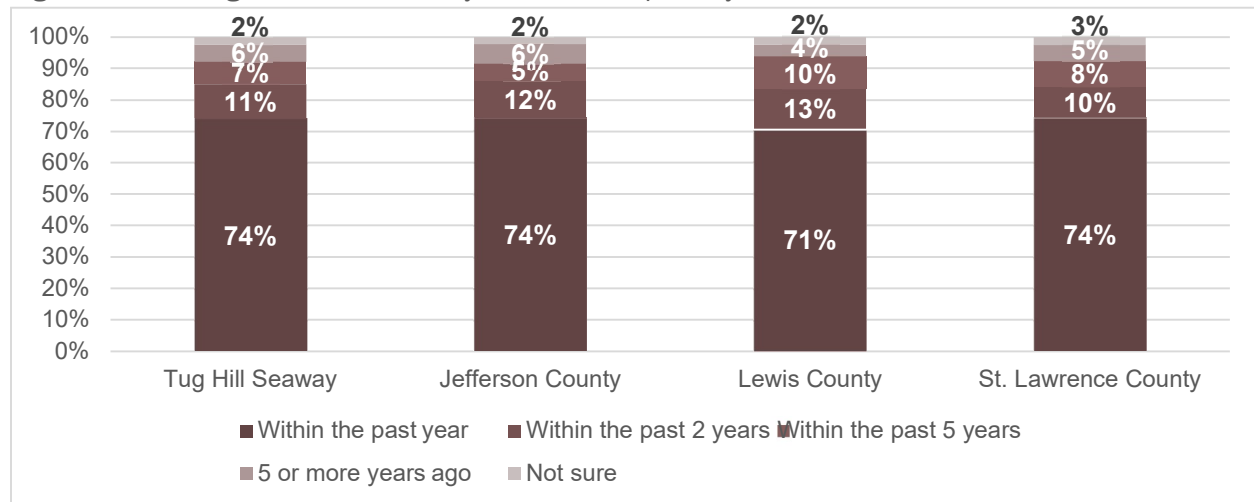 2% 2% 2% 3%
100%
6% 6% 4% 5%
90%
7% 5% 10% 8%
80%
11% 12% 13% 10%
70%
60%
50%
40%
74% 74% 71% 74%
30%
20%
10%
0%
Tug Hill Seaway Jefferson County Lewis County St. Lawrence County
Within the past year Within the past 2 years Within the past 5 years
5 or more years ago Not sure